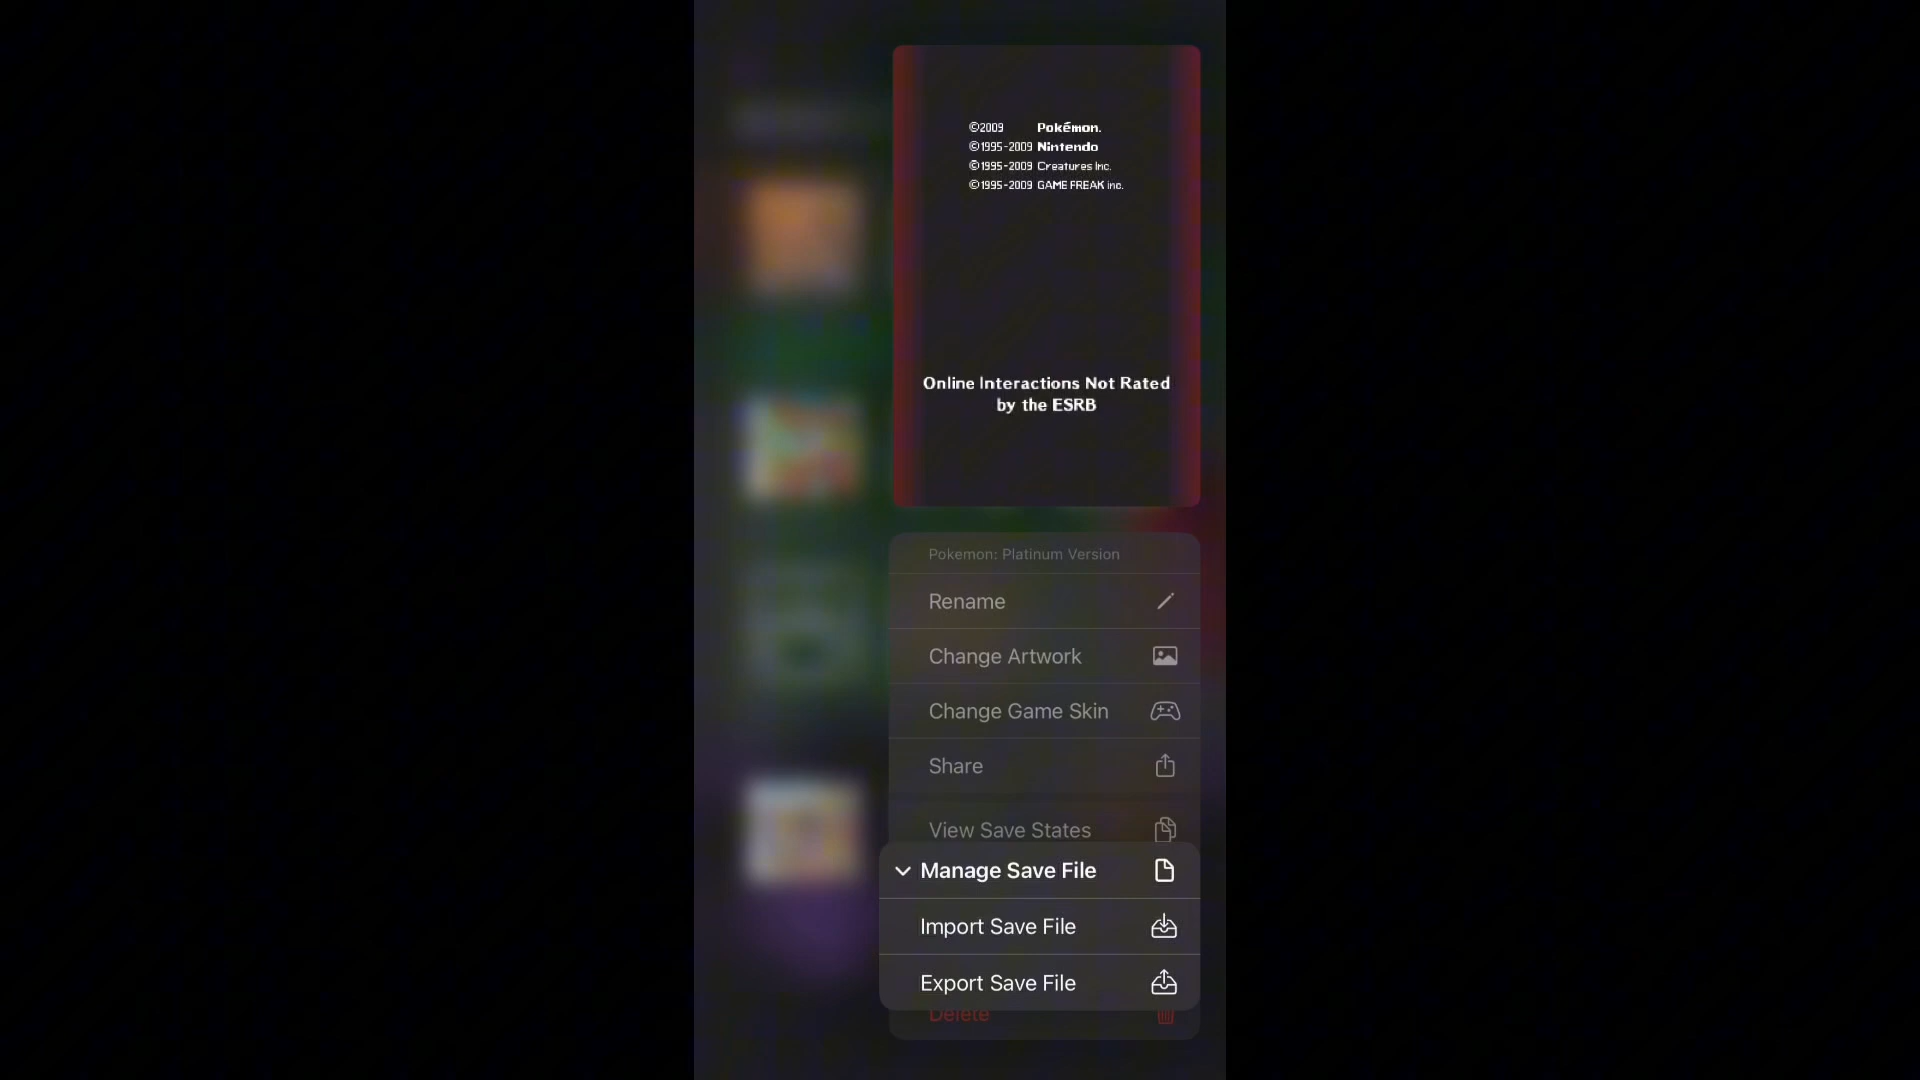 ©2009 Pokémon.
©1995-2009 Nintendo
©1995-2009 Creatures Inc.
©1995-2009 GAME FREAK inc.
Online Interactions Not Rated
by the ESRB
Pokemon: Platinum Version
Rename
Change Artwork
Change Game Skin
Share
View Save States
Manage Save File
Import Save File
Export Save File
Delete